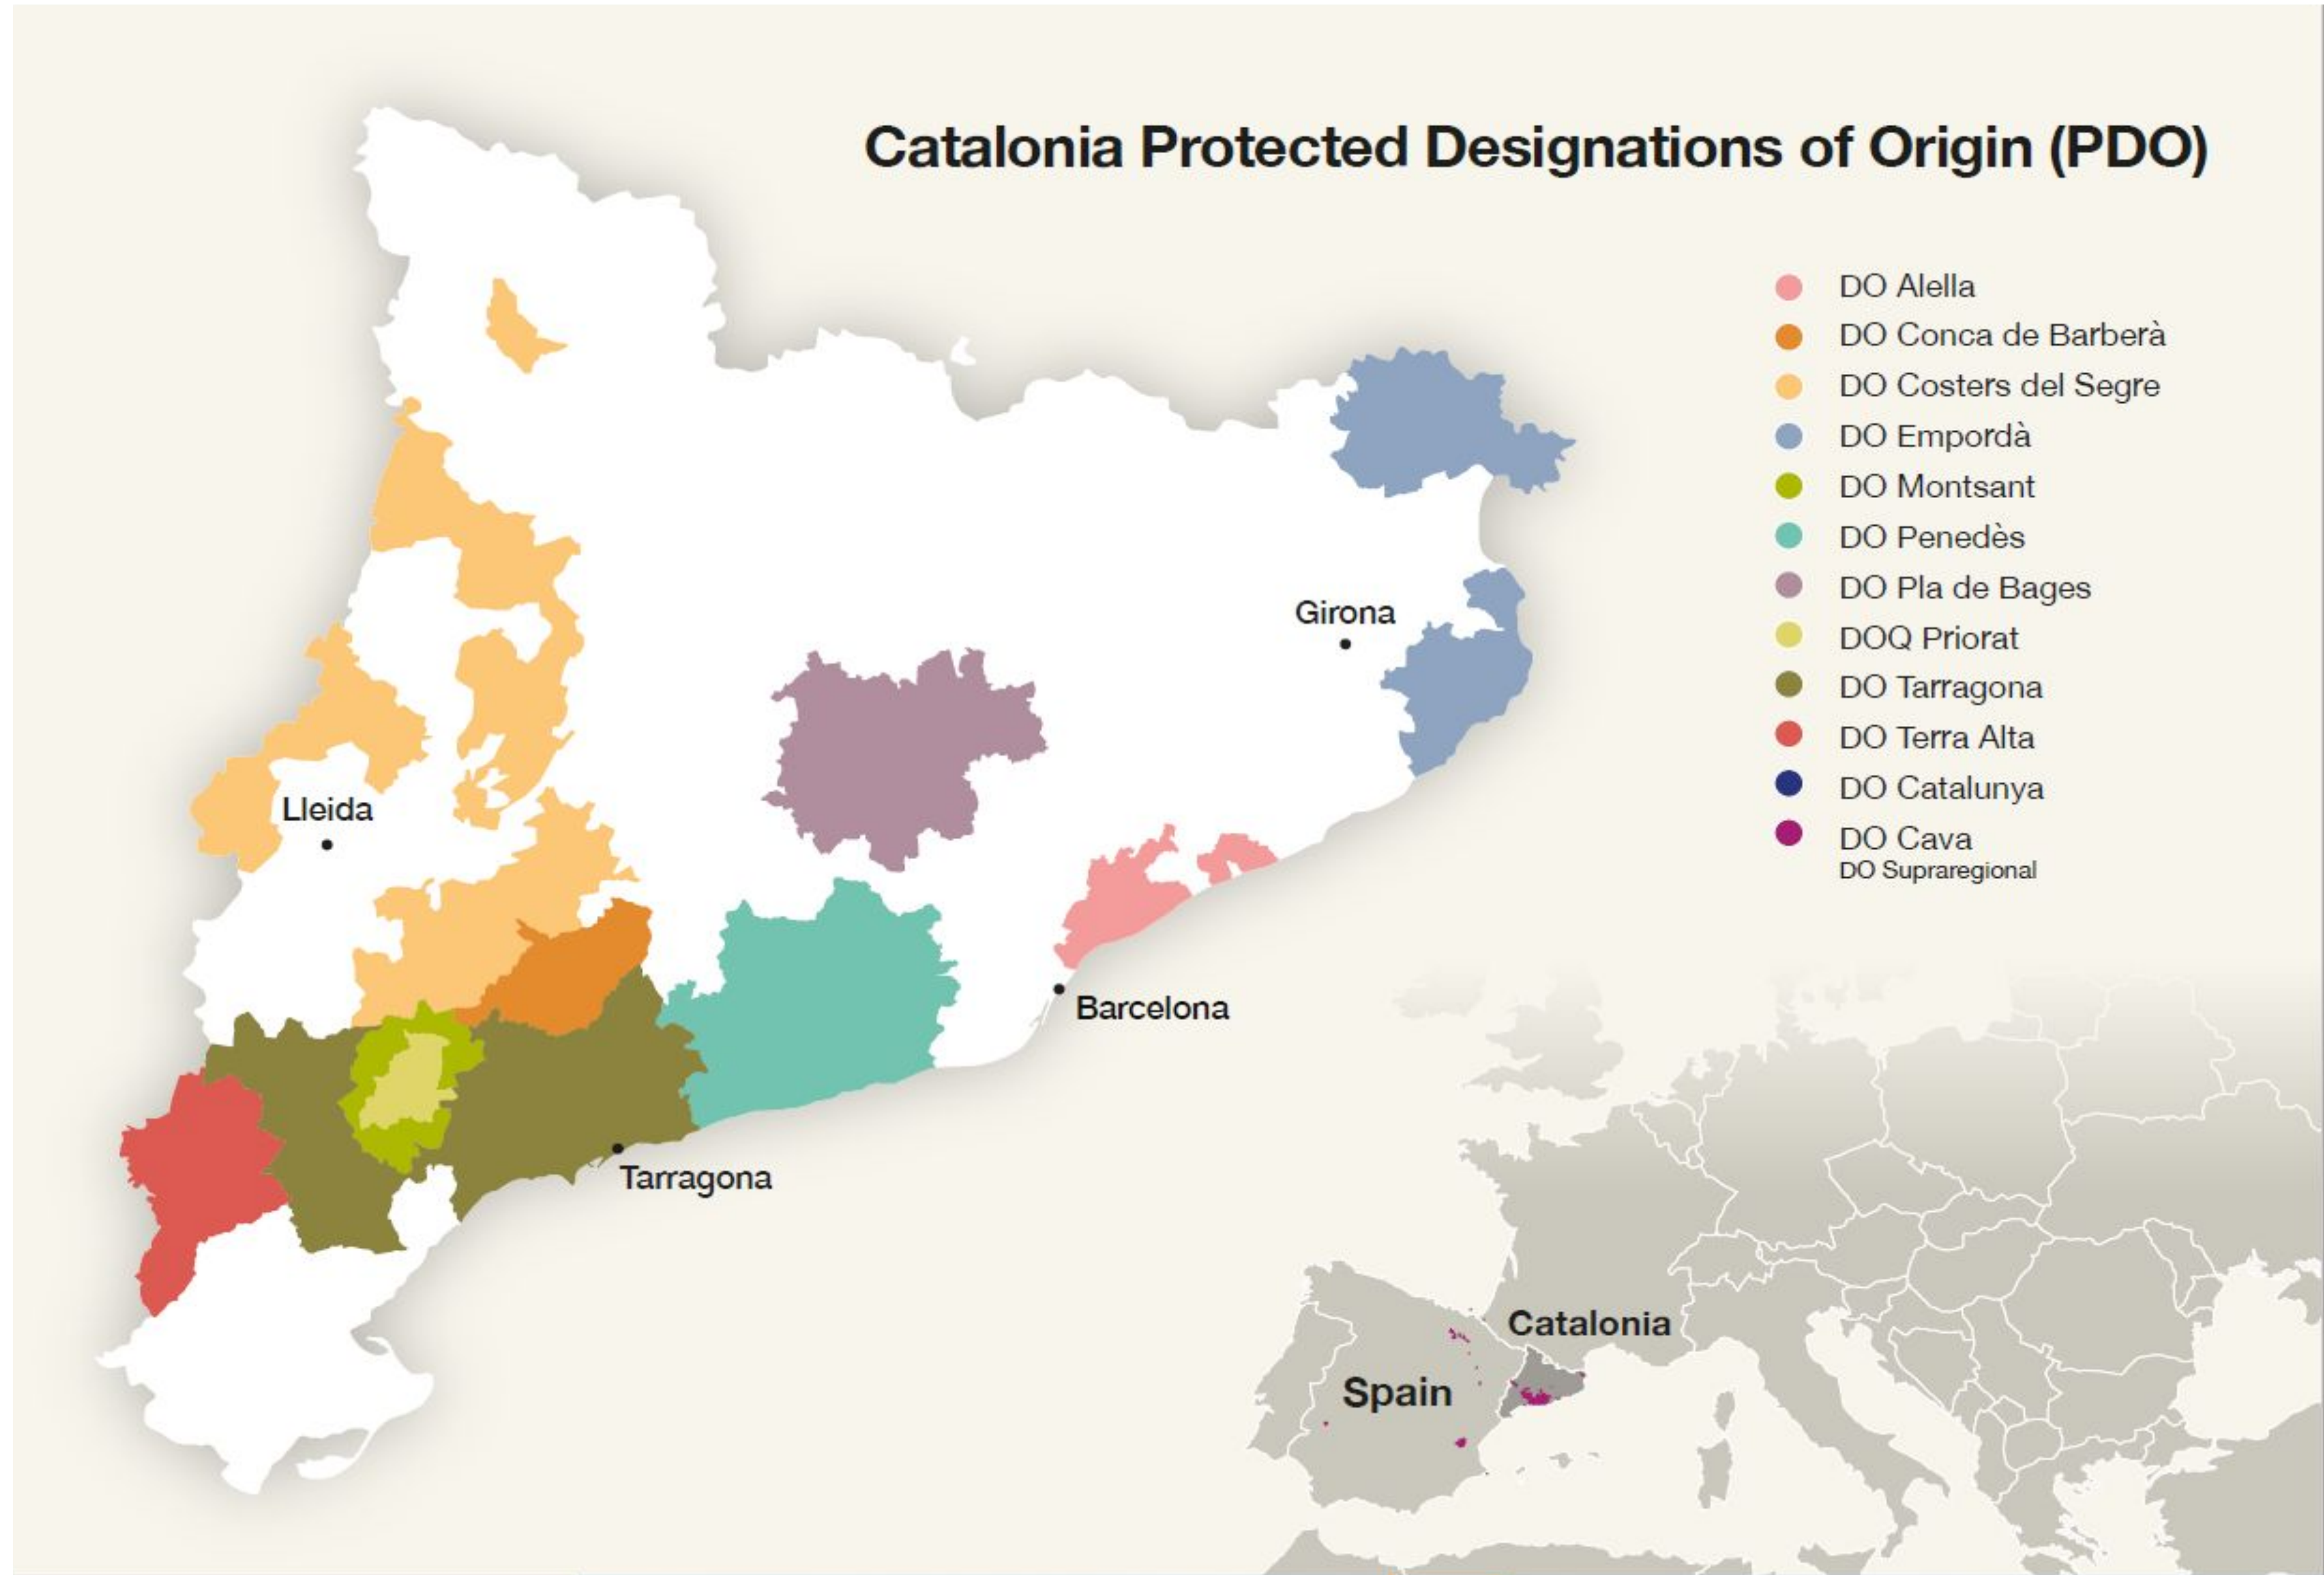 Catalonia Protected Designations of Origin (PDO)
DO Alella
DO Conca de Barberà
DO Costers del Segre
DO Empordà
DO Montsant
DO Penedès
DO Pla de Bages
DOQ Priorat
DO Tarragona
DO Terra Alta
DO Catalunya
DO Cava
DO Supraregional
Girona
Lleida
Barcelona
Tarragona
Catalonia
Spain